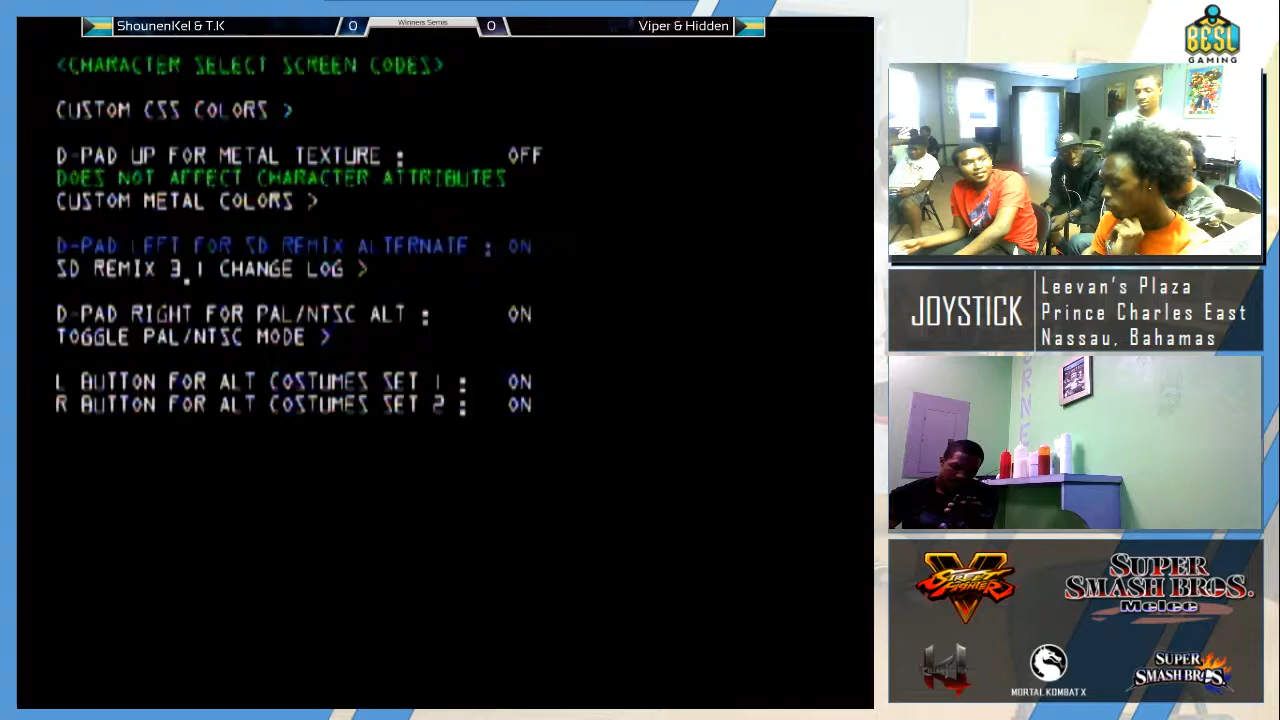 ShounenKel & T.K
0
Winners Semis
0
Viper & Hidden
BCSL
GAMING
<CHARACTER SELECT SCREEN CODES>
CUSTOM CSS COLORS >
D-PAD UP FOR METAL TEXTURE : OFF
DOES NOT AFFECT CHARACTER ATTRIBUTES
CUSTOM METAL COLORS >
D-PAD LEFT FOR SD REMIX ALTERNATE : ON
SD REMIX 3.1 CHANGE LOG >
D-PAD RIGHT FOR PAL/NTSC ALT : ON
TOGGLE PAL/NTSC MODE >
L BUTTON FOR ALT COSTUMES SET 1 : ON
R BUTTON FOR ALT COSTUMES SET 2 : ON
JOYSTICK
Leevan's Plaza
Prince Charles East
Nassau, Bahamas
V
STREET FIGHTER
SUPER
SMASH BROS.
Melee
MORTAL KOMBAT X
SUPER
SMASH BROS.